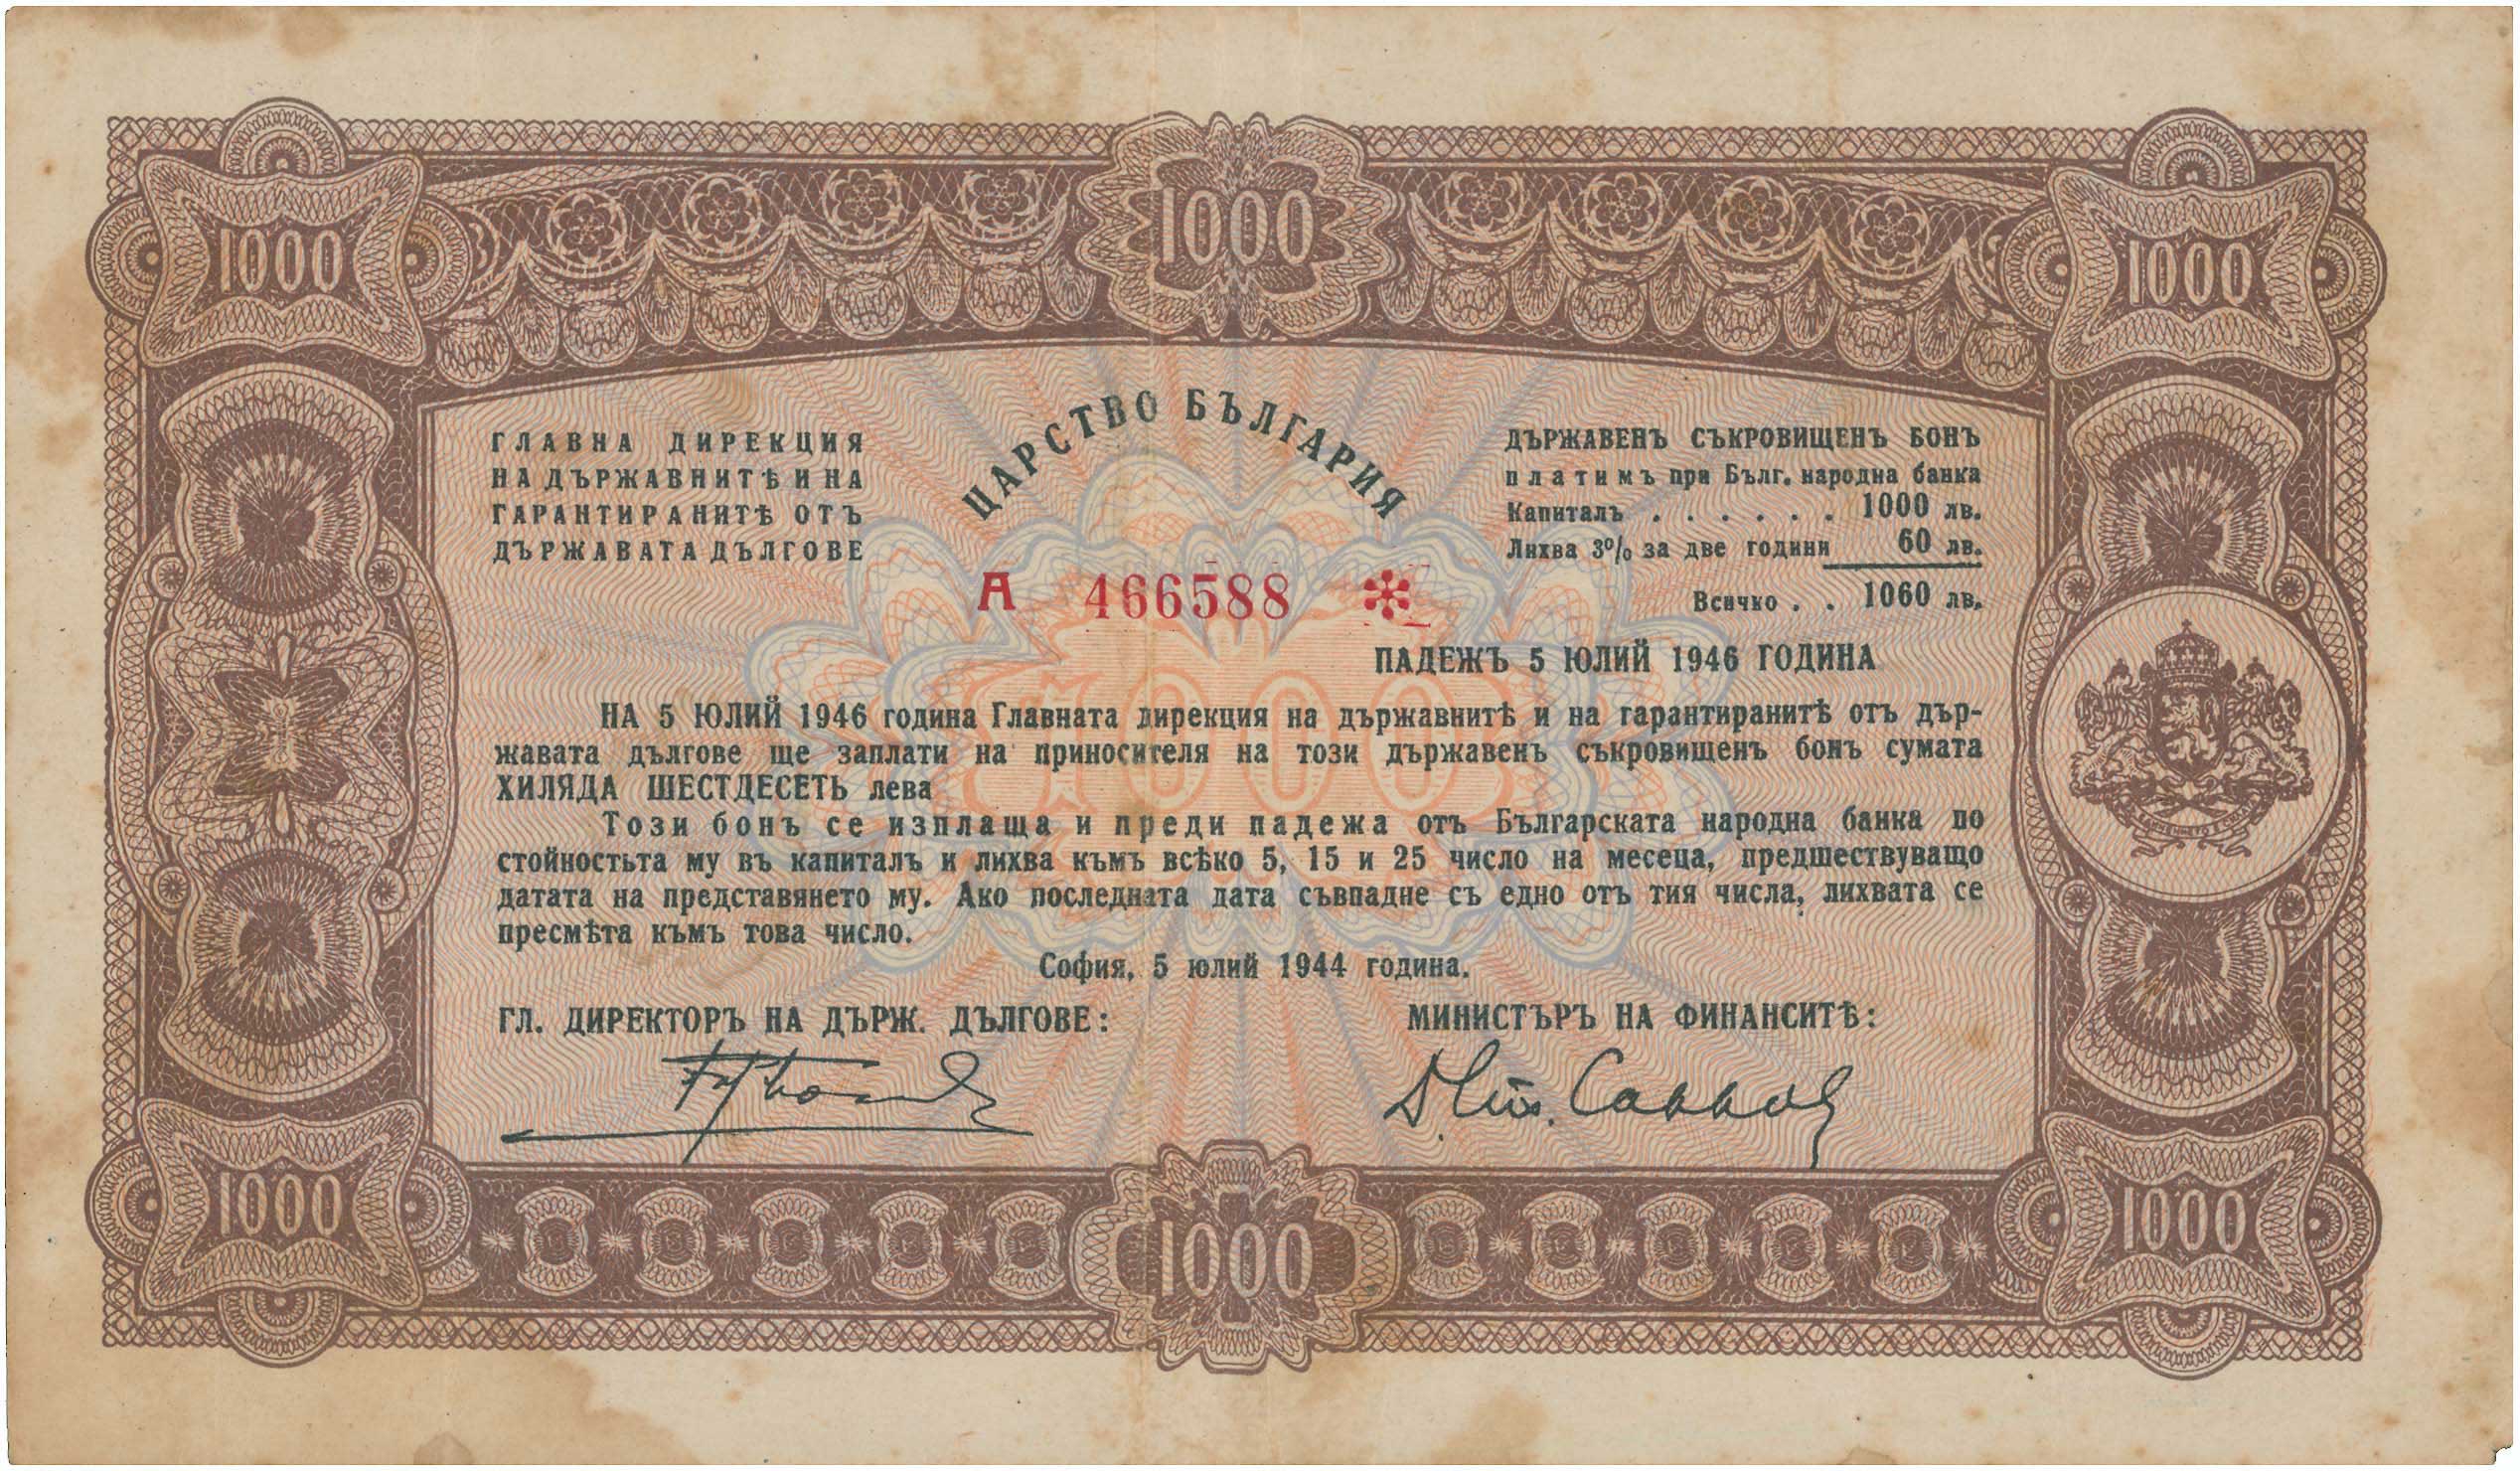 1000
1000
1000
ЦАРСТВО БЪЛГАРИЯ
ГЛАВНА ДИРЕКЦИЯ
НА ДЪРЖАВНИТѢ И НА
ГАРАНТИРАНИТѢ ОТЪ
ДЪРЖАВАТА ДЪЛГОВЕ
ДЪРЖАВЕНЪ СЪКРОВИЩЕНЪ БОНЪ
платимъ при Бълг. народна банка
Капиталъ . . . . . . 1000 лв.
Лихва 3% за две години 60 лв.
Всичко . . 1060 лв.
А 466588 *
ПАДЕЖЪ 5 ЮЛИЙ 1946 ГОДИНА
1000
НА 5 ЮЛИЙ 1946 година Главната дирекция на държавнитѣ и на гарантиранитѣ отъ дър-
жавата дългове ще заплати на приносителя на този държавенъ съкровищенъ бонъ сумата
ХИЛЯДА ШЕСТДЕСЕТЬ лева
Този бонъ се изплаща и преди падежа отъ Българската народна банка по
стойностьта му въ капиталъ и лихва къмъ всѣко 5, 15 и 25 число на месеца, предшествуващо
датата на представянето му. Ако последната дата съвпадне съ едно отъ тия числа, лихвата се
пресмѣта къмъ това число.
София, 5 юлий 1944 година.
ГЛ. ДИРЕКТОРЪ НА ДЪРЖ. ДЪЛГОВЕ:
МИНИСТЪРЪ НА ФИНАНСИТѢ:
1000
1000
1000